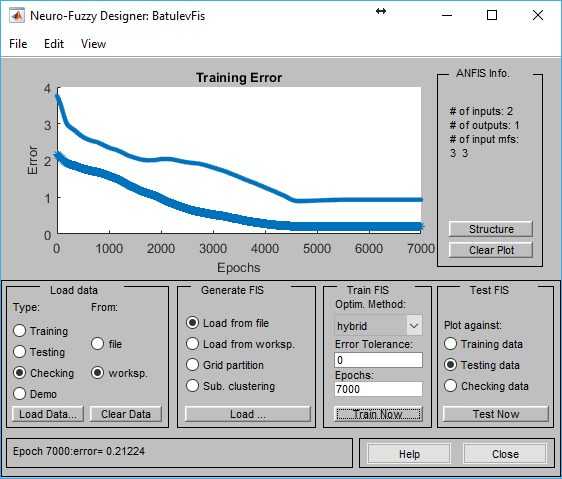 Neuro-Fuzzy Designer: BatulevFis
File Edit View
Training Error
4
3
2
1
0
Error
0 1000 2000 3000 4000 5000 6000 7000
Epochs
ANFIS Info.
# of inputs: 2
# of outputs: 1
# of input mfs:
3 3
Structure
Clear Plot
Load data
Type: From:
Training
Testing
Checking
Demo
file
worksp.
Load Data...
Clear Data
Generate FIS
Load from file
Load from worksp.
Grid partition
Sub. clustering
Load ...
Train FIS
Optim. Method:
hybrid
Error Tolerance:
0
Epochs:
7000
Train Now
Test FIS
Plot against:
Training data
Testing data
Checking data
Test Now
Epoch 7000:error= 0.21224
Help
Close